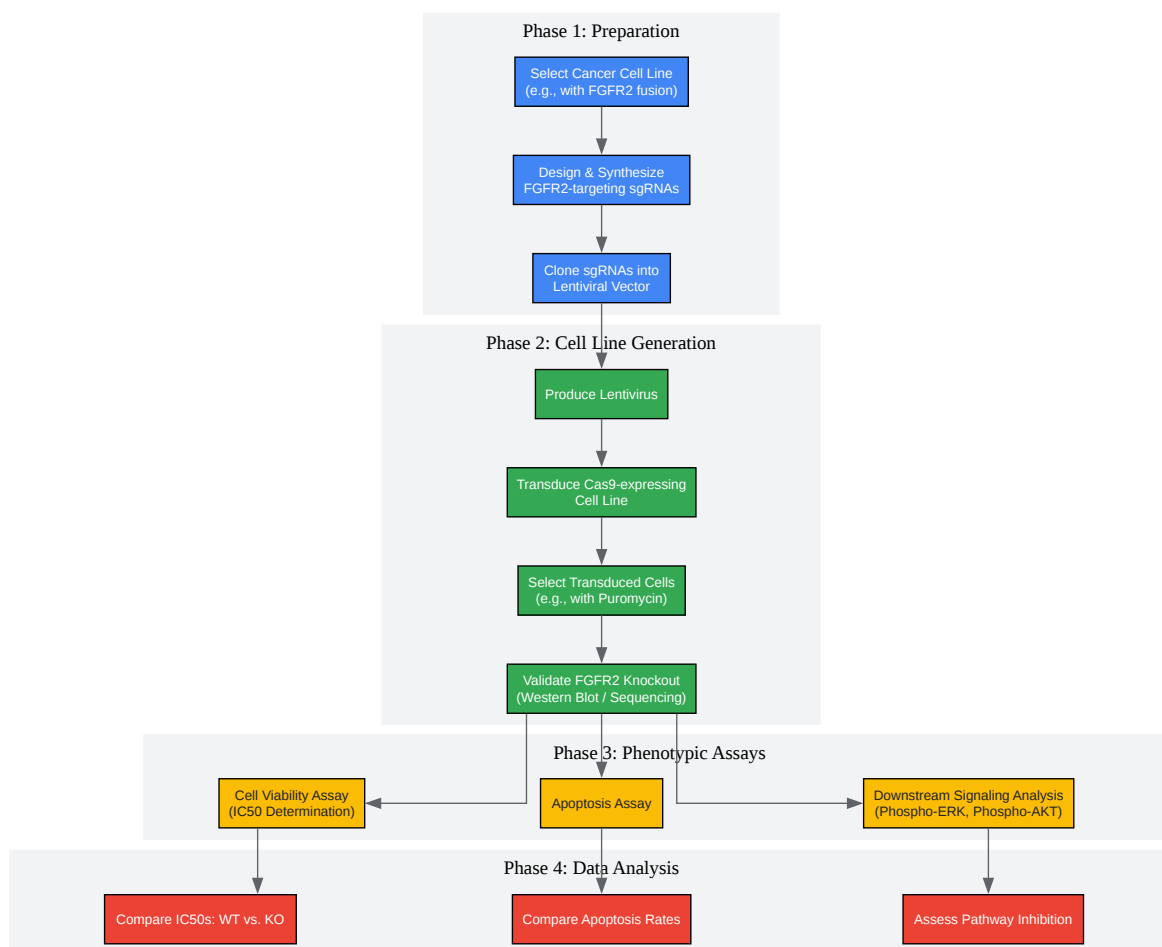 Phase 1: Preparation
Select Cancer Cell Line
(e.g., with FGFR2 fusion)
Design & Synthesize
FGFR2-targeting sgRNAs
Clone sgRNAs into
Lentiviral Vector
Phase 2: Cell Line Generation
Produce Lentivirus
Transduce Cas9-expressing
Cell Line
Select Transduced Cells
(e.g., with Puromycin)
Validate FGFR2 Knockout
(Western Blot / Sequencing)
Phase 3: Phenotypic Assays
Cell Viability Assay
(IC50 Determination)
Apoptosis Assay
Downstream Signaling Analysis
(Phospho-ERK, Phospho-AKT)
Phase 4: Data Analysis
Compare IC50s: WT vs. KO
Compare Apoptosis Rates
Assess Pathway Inhibition